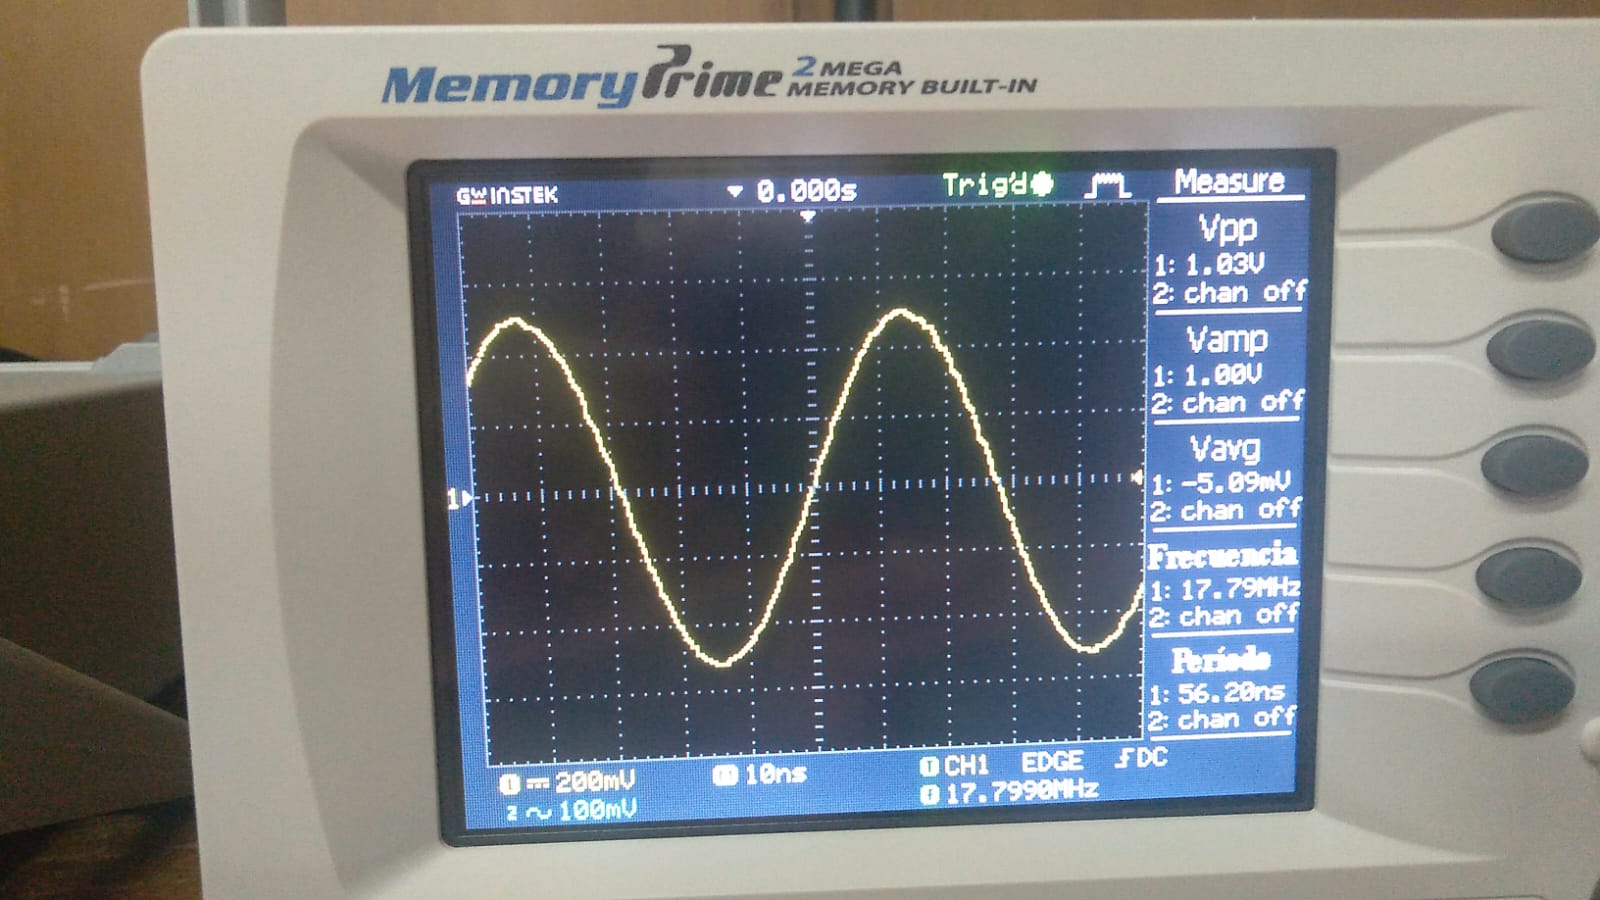 MemoryPrime 2 MEGA
MEMORY BUILT-IN
GW INSTEK 0.000s Trig'd Measure
Vpp
1: 1.03V
2: chan off
Vamp
1: 1.00V
2: chan off
Vavg
1: -5.09mV
2: chan off
Frecuencia
1: 17.79MHz
2: chan off
Período
1: 56.20ns
2: chan off
1
1 200mV 10ns T CH1 EDGE DC
2 ~ 100mV 17.7990MHz